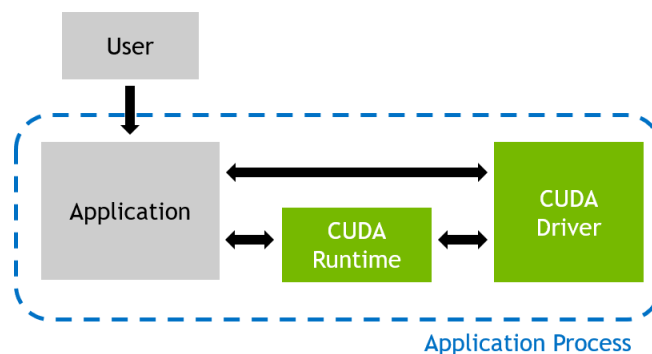 User
Application
CUDA
Runtime
CUDA
Driver
Application Process